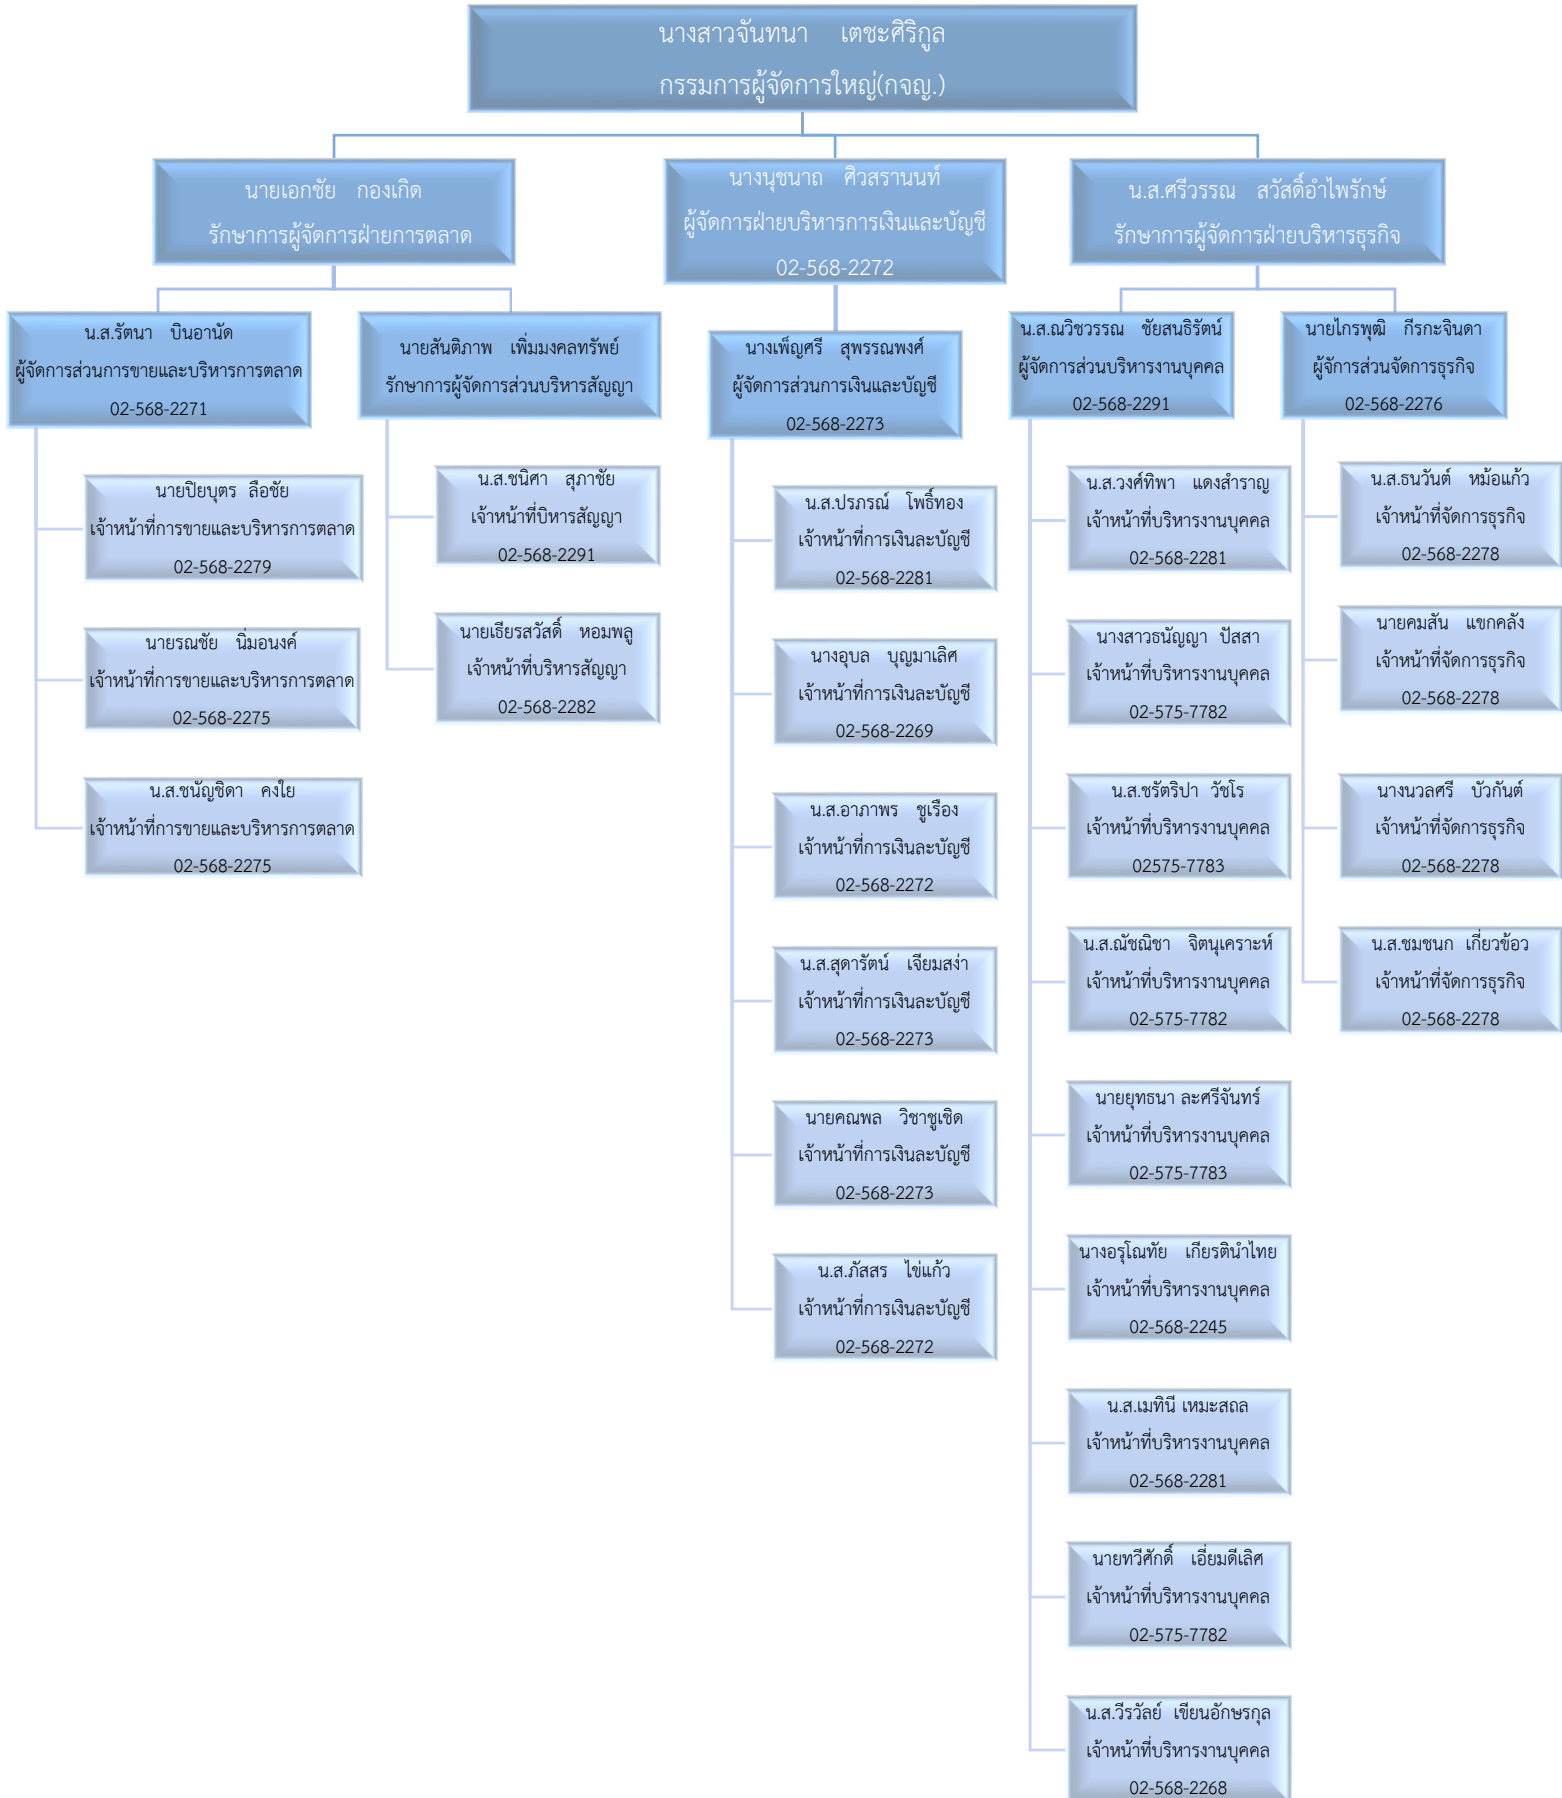 นางสาวจันทนา เตชะศิริกูล
กรรมการผู้จัดการใหญ่(กจญ.)
นายเอกชัย กองเกิด
รักษาการผู้จัดการฝ่ายการตลาด
นางนุชนาถ ศิวสรานนท์
ผู้จัดการฝ่ายบริหารการเงินและบัญชี
02-568-2272
น.ส.ศรีวรรณ สวัสดิ์อำไพรักษ์
รักษาการผู้จัดการฝ่ายบริหารธุรกิจ
น.ส.รัตนา บินอานัด
ผู้จัดการส่วนการขายและบริหารการตลาด
02-568-2271
นายสันติภาพ เพิ่มมงคลทรัพย์
รักษาการผู้จัดการส่วนบริหารสัญญา
นางเพ็ญศรี สุพรรณพงศ์
ผู้จัดการส่วนการเงินและบัญชี
02-568-2273
น.ส.ณวิชวรรณ ชัยสนธิรัตน์
ผู้จัดการส่วนบริหารงานบุคคล
02-568-2291
นายไกรพุฒิ กีรกะจินดา
ผู้จัการส่วนจัดการธุรกิจ
02-568-2276
นายปิยบุตร ลือชัย
เจ้าหน้าที่การขายและบริหารการตลาด
02-568-2279
นายรณชัย นิ่มอนงค์
เจ้าหน้าที่การขายและบริหารการตลาด
02-568-2275
น.ส.ชนัญชิดา คงใย
เจ้าหน้าที่การขายและบริหารการตลาด
02-568-2275
น.ส.ชนิศา สุภาชัย
เจ้าหน้าที่บิหารสัญญา
02-568-2291
นายเธียรสวัสดิ์ หอมพลู
เจ้าหน้าที่บริหารสัญญา
02-568-2282
น.ส.ปรภรณ์ โพธิ์ทอง
เจ้าหน้าที่การเงินละบัญชี
02-568-2281
นางอุบล บุญมาเลิศ
เจ้าหน้าที่การเงินละบัญชี
02-568-2269
น.ส.อาภาพร ชูเรือง
เจ้าหน้าที่การเงินละบัญชี
02-568-2272
น.ส.สุดารัตน์ เจียมสง่า
เจ้าหน้าที่การเงินละบัญชี
02-568-2273
นายคณพล วิชาชูเชิด
เจ้าหน้าที่การเงินละบัญชี
02-568-2273
น.ส.ภัสสร ไข่แก้ว
เจ้าหน้าที่การเงินละบัญชี
02-568-2272
น.ส.วงศ์ทิพา แดงสำราญ
เจ้าหน้าที่บริหารงานบุคคล
02-568-2281
นางสาวธนัญญา ปัสสา
เจ้าหน้าที่บริหารงานบุคคล
02-575-7782
น.ส.ชรัตริปา วัชโร
เจ้าหน้าที่บริหารงานบุคคล
02575-7783
น.ส.ณัชณิชา จิตนุเคราะห์
เจ้าหน้าที่บริหารงานบุคคล
02-575-7782
นายยุทธนา ละศรีจันทร์
เจ้าหน้าที่บริหารงานบุคคล
02-575-7783
นางอรุโณทัย เกียรตินำไทย
เจ้าหน้าที่บริหารงานบุคคล
02-568-2245
น.ส.เมทินี เหมะสถล
เจ้าหน้าที่บริหารงานบุคคล
02-568-2281
นายทวีศักดิ์ เอี่ยมดีเลิศ
เจ้าหน้าที่บริหารงานบุคคล
02-575-7782
น.ส.วีรวัลย์ เขียนอักษรกุล
เจ้าหน้าที่บริหารงานบุคคล
02-568-2268
น.ส.ธนวันต์ หม้อแก้ว
เจ้าหน้าที่จัดการธุรกิจ
02-568-2278
นายคมสัน แขกคลัง
เจ้าหน้าที่จัดการธุรกิจ
02-568-2278
นางนวลศรี บัวกันต์
เจ้าหน้าที่จัดการธุรกิจ
02-568-2278
น.ส.ชมชนก เกี่ยวข้อว
เจ้าหน้าที่จัดการธุรกิจ
02-568-2278